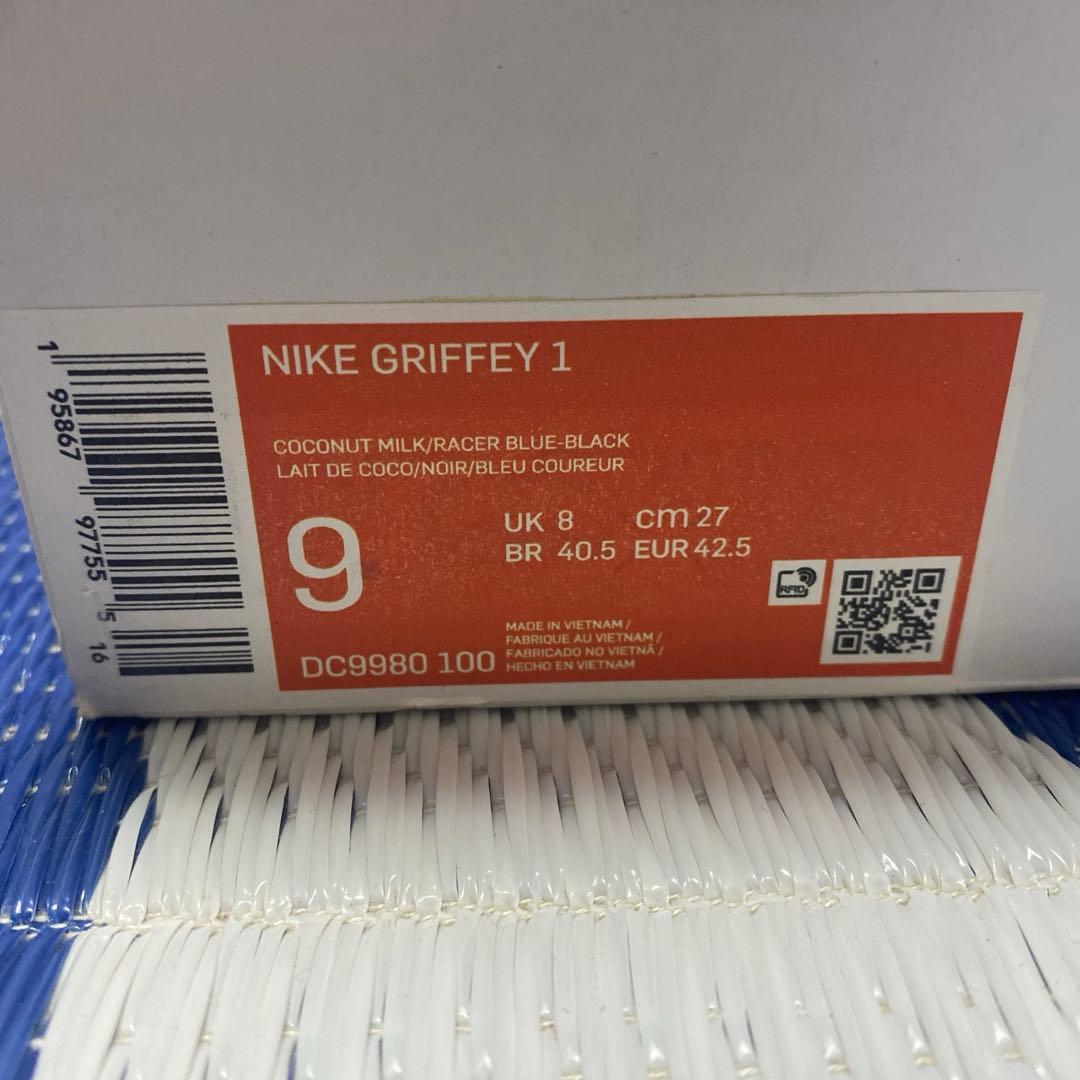 1 95867 97755 5 16
NIKE GRIFFEY 1
COCONUT MILK/RACER BLUE-BLACK
LAIT DE COCO/NOIR/BLEU COUREUR
9
UK 8 cm 27
BR 40.5 EUR 42.5
RFID
MADE IN VIETNAM /
FABRIQUE AU VIETNAM /
FABRICADO NO VIETNÃ /
HECHO EN VIETNAM
DC9980 100